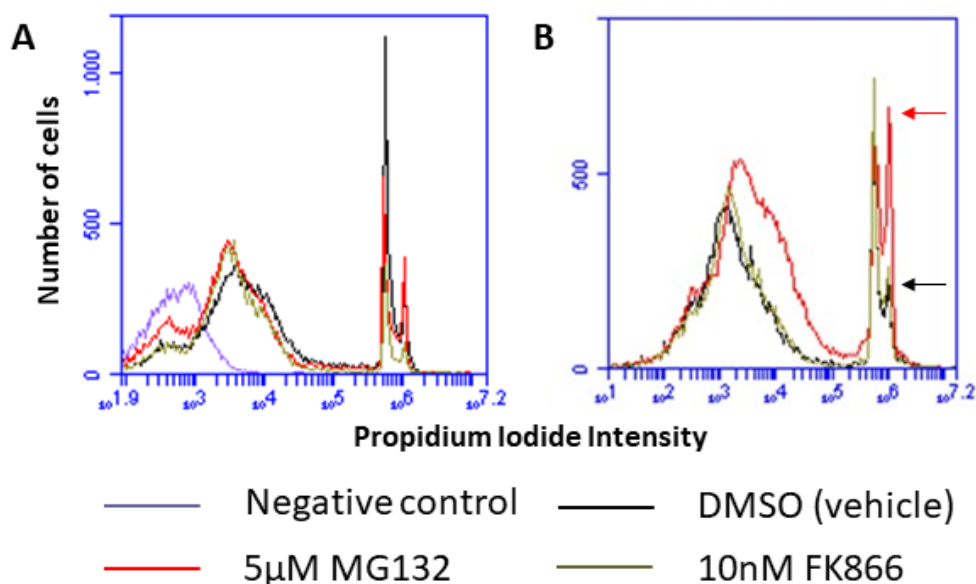 A
B
Number of cells
1.000
500
0
10^1.9 10^3 10^4 10^5 10^6 10^7.2
500
0
10^1 10^2 10^3 10^4 10^5 10^6 10^7.2
Propidium Iodide Intensity
Negative control
DMSO (vehicle)
5µM MG132
10nM FK866